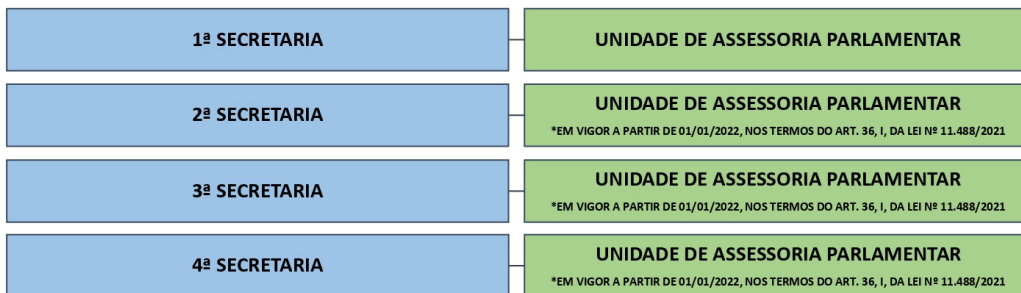 1ª SECRETARIA
UNIDADE DE ASSESSORIA PARLAMENTAR
2ª SECRETARIA
UNIDADE DE ASSESSORIA PARLAMENTAR
*EM VIGOR A PARTIR DE 01/01/2022, NOS TERMOS DO ART. 36, I, DA LEI Nº 11.488/2021
3ª SECRETARIA
UNIDADE DE ASSESSORIA PARLAMENTAR
*EM VIGOR A PARTIR DE 01/01/2022, NOS TERMOS DO ART. 36, I, DA LEI Nº 11.488/2021
4ª SECRETARIA
UNIDADE DE ASSESSORIA PARLAMENTAR
*EM VIGOR A PARTIR DE 01/01/2022, NOS TERMOS DO ART. 36, I, DA LEI Nº 11.488/2021